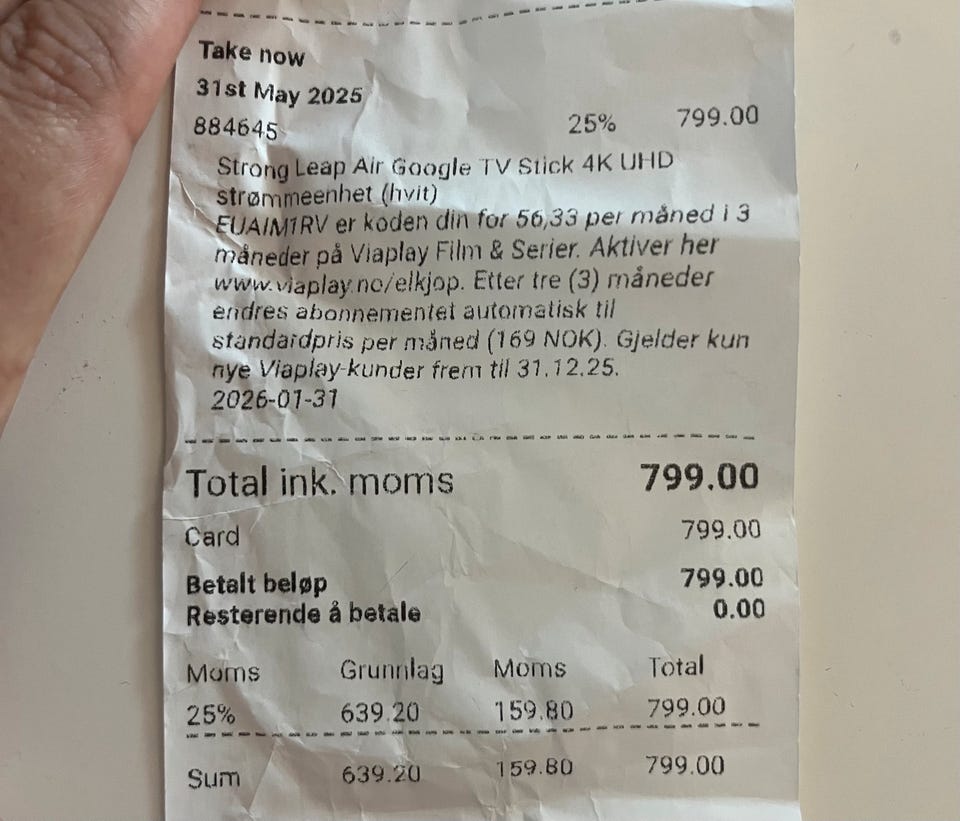 Take now
31st May 2025
884645 25% 799.00
Strong Leap Air Google TV Stick 4K UHD
strømmeenhet (hvit)
EUAIM1RV er koden din for 56,33 per måned i 3
måneder på Viaplay Film & Serier. Aktiver her
www.viaplay.no/elkjop. Etter tre (3) måneder
endres abonnementet automatisk til
standardpris per måned (169 NOK). Gjelder kun
nye Viaplay-kunder frem til 31.12.25.
2026-01-31
Total ink. moms 799.00
Card 799.00
Betalt beløp 799.00
Resterende å betale 0.00
Moms Grunnlag Moms Total
25% 639.20 159.80 799.00
Sum 639.20 159.80 799.00